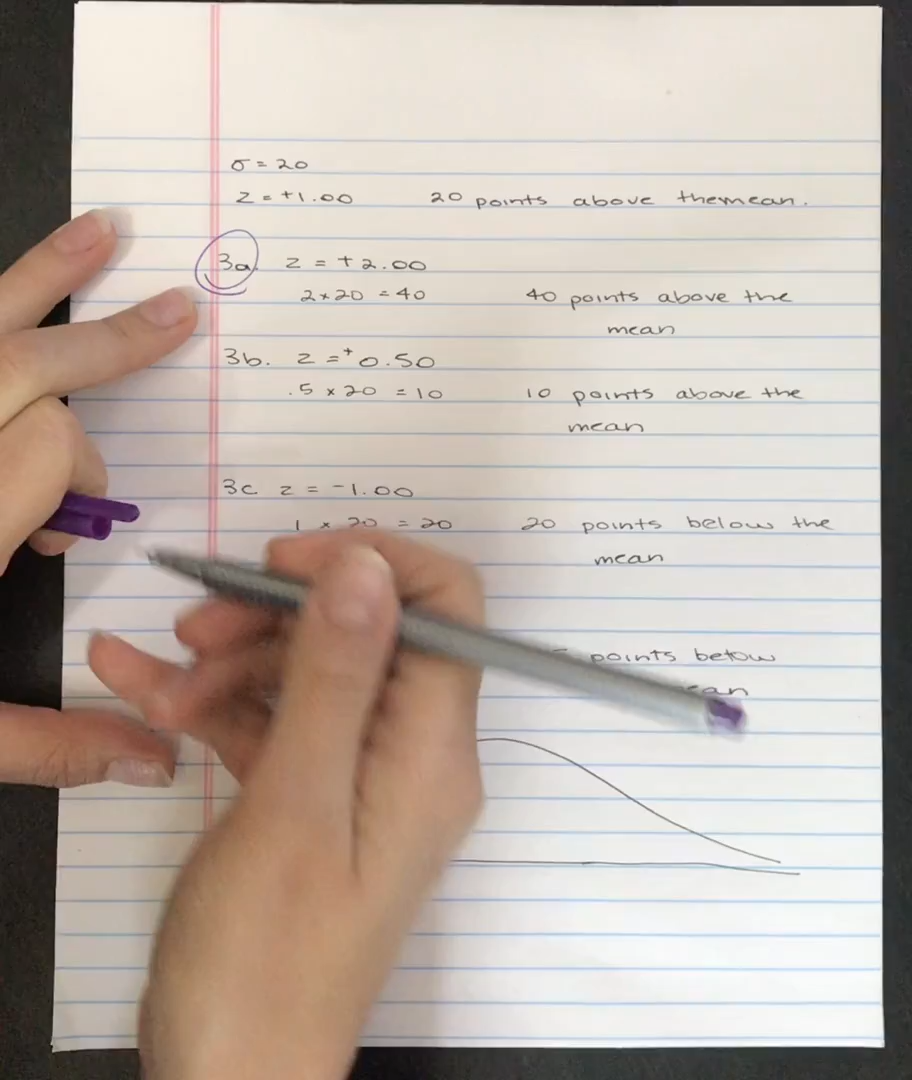 σ = 20
z = +1.00 20 points above themean.
3a. z = +2.00
2 × 20 = 40 40 points above the
mean
3b. z = +0.50
.5 × 20 = 10 10 points above the
mean
3c z = -1.00
1 × 20 = 20 20 points below the
mean
points below